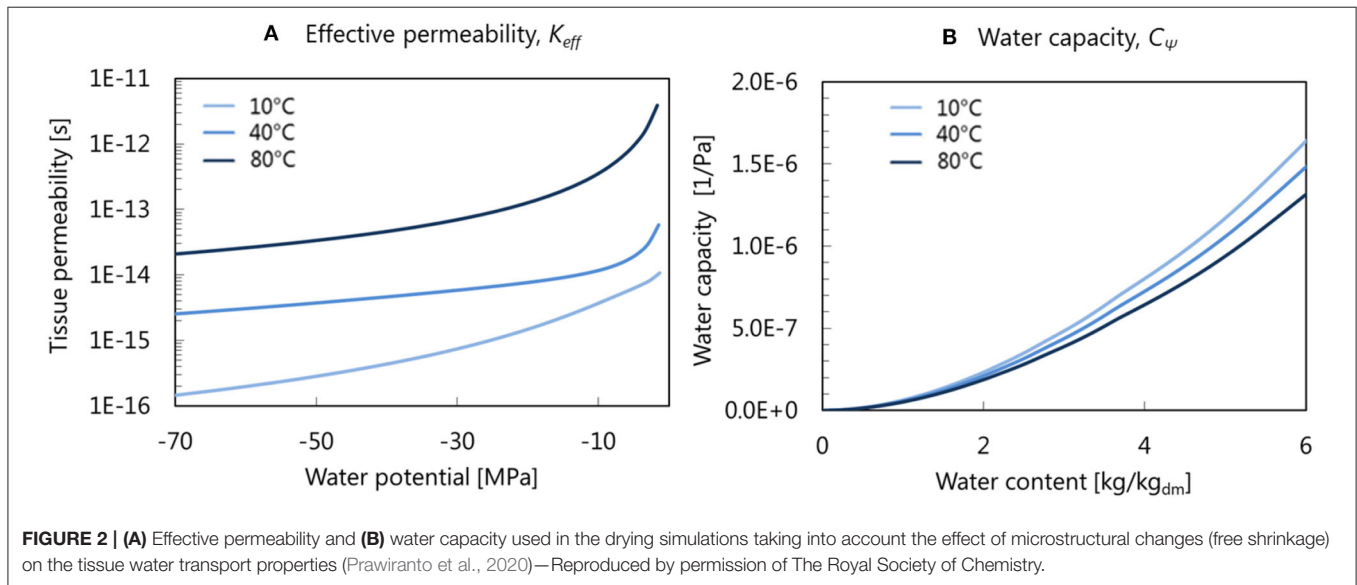 A Effective permeability, Keff
Tissue permeability [s]
1E-11
1E-12
1E-13
1E-14
1E-15
1E-16
10°C
40°C
80°C
-70 -50 -30 -10
Water potential [MPa]
B Water capacity, Cψ
Water capacity [1/Pa]
2.0E-6
1.5E-6
1.0E-6
5.0E-7
0.0E+0
10°C
40°C
80°C
0 2 4 6
Water content [kg/kgdm]
FIGURE 2 | (A) Effective permeability and (B) water capacity used in the drying simulations taking into account the effect of microstructural changes (free shrinkage)
on the tissue water transport properties (Prawiranto et al., 2020)—Reproduced by permission of The Royal Society of Chemistry.